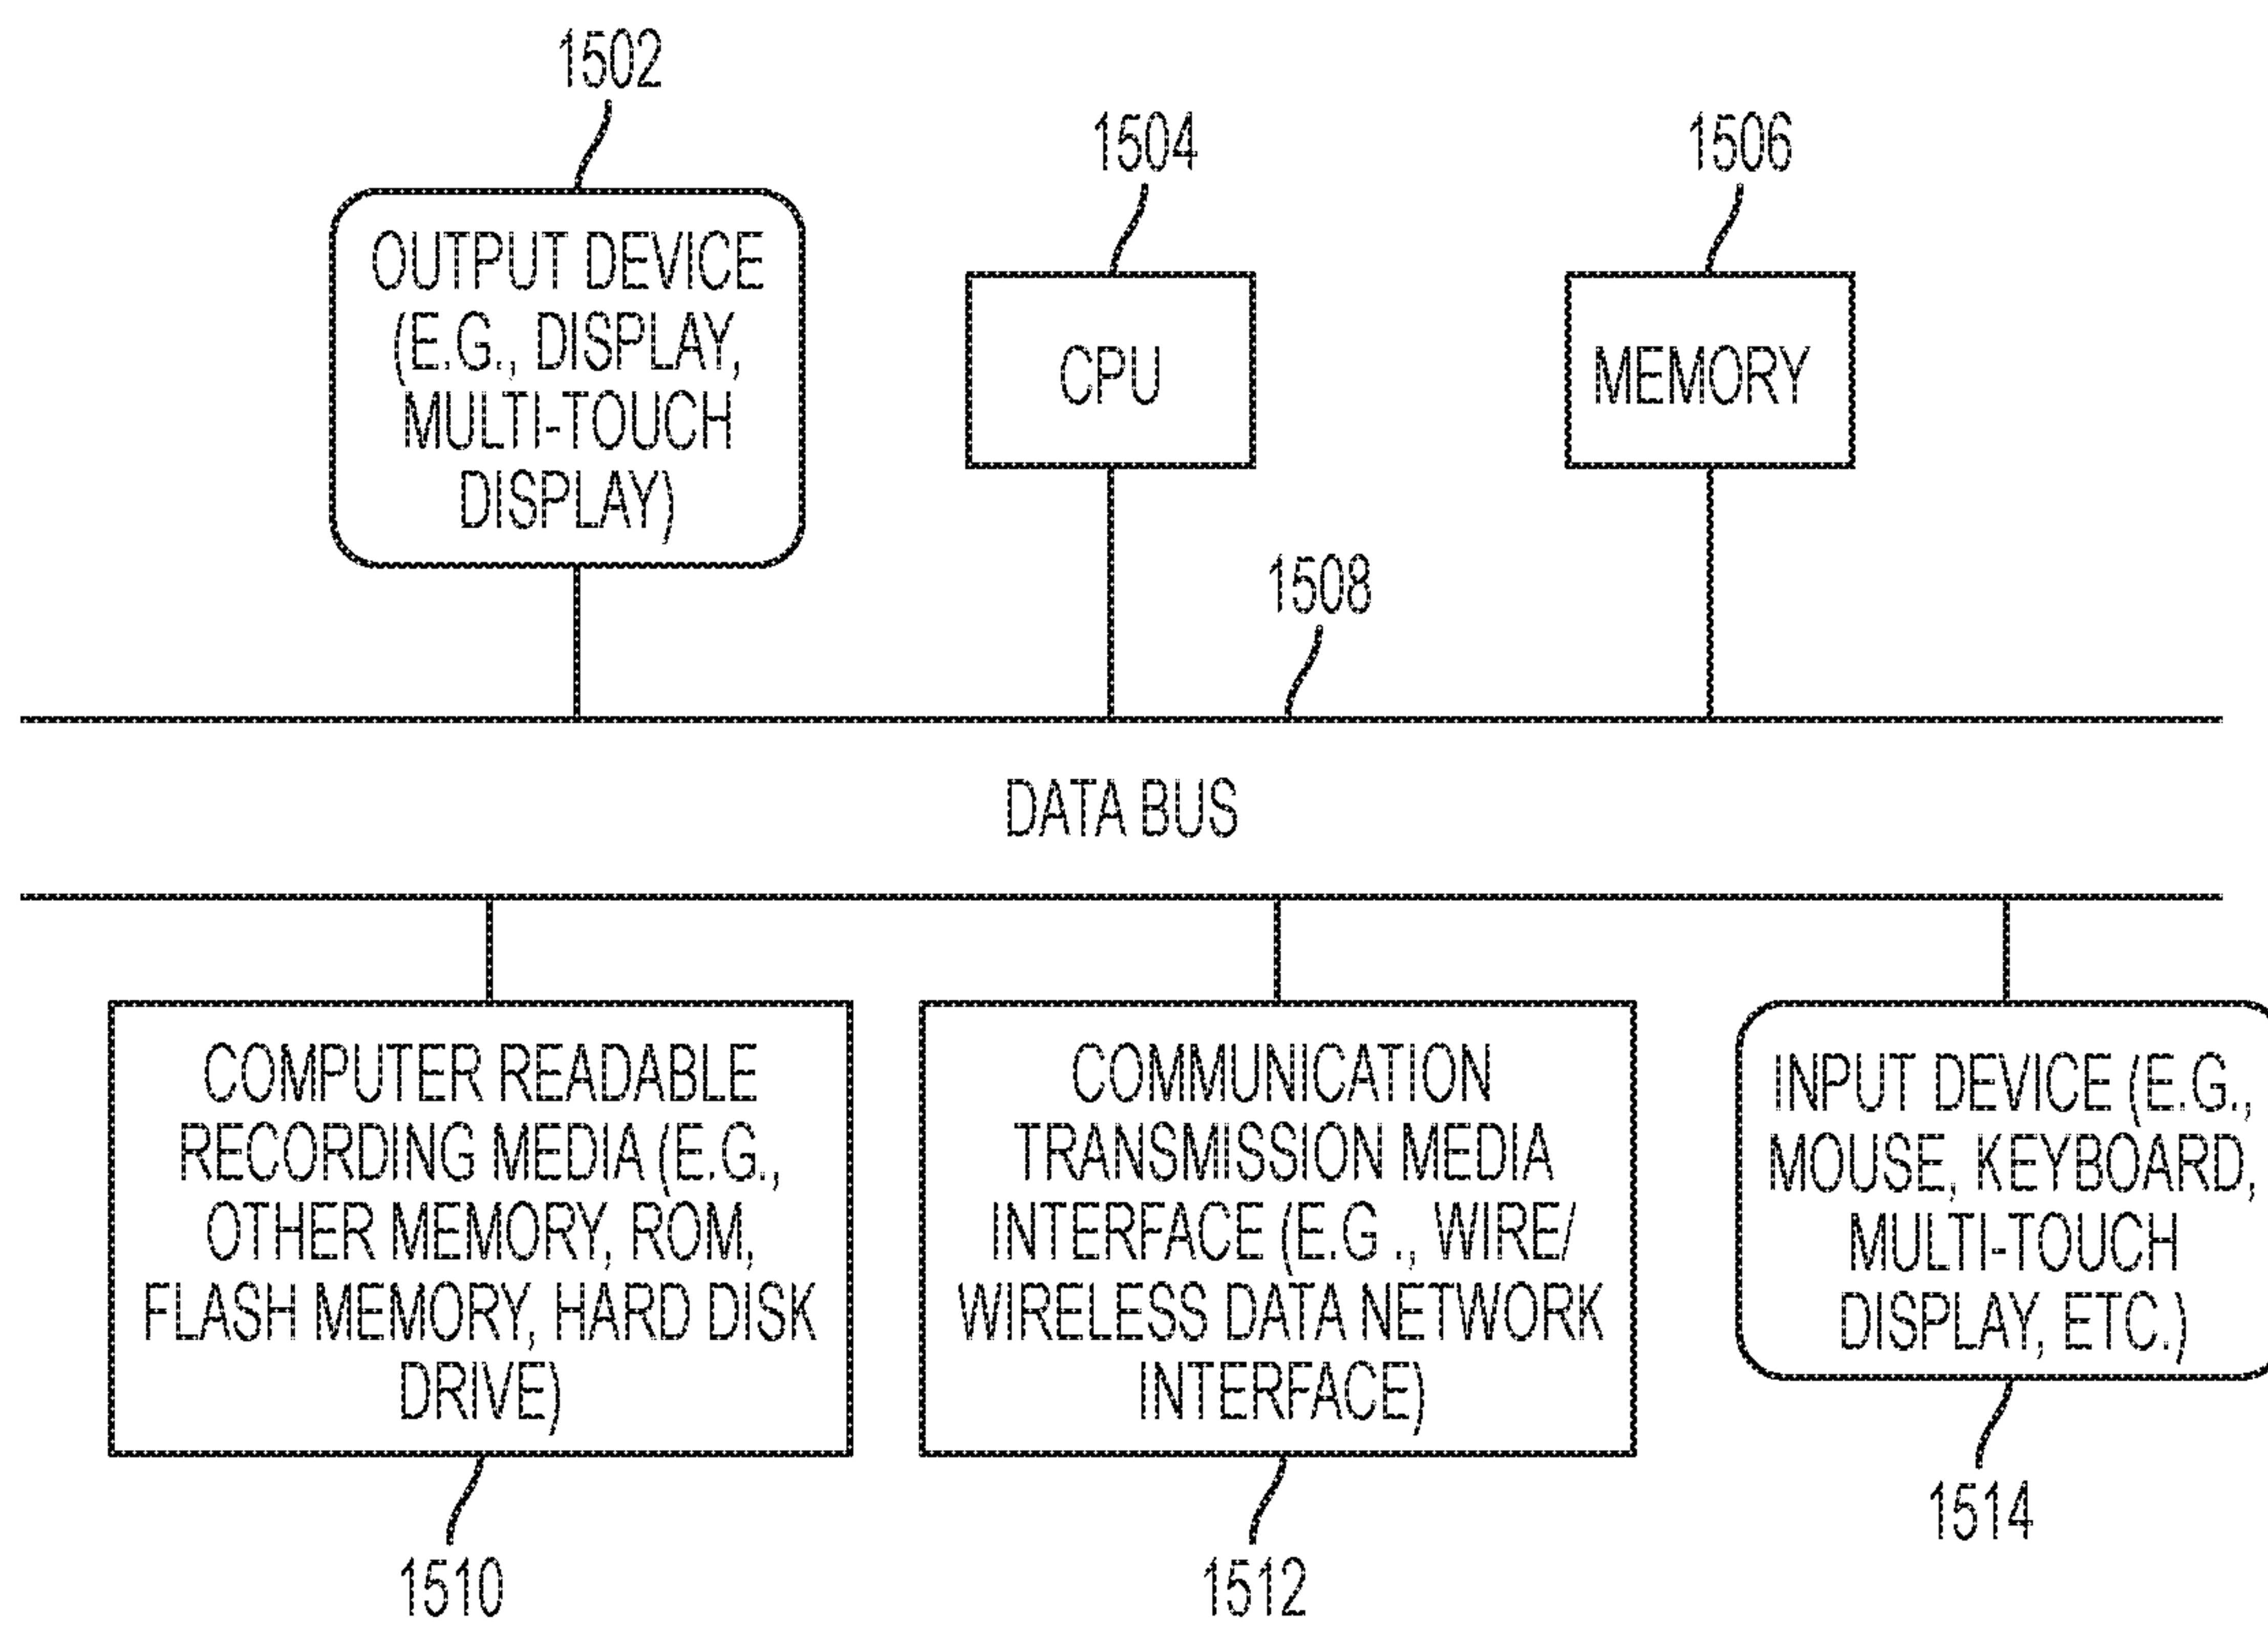 1502
1504
1506
OUTPUT DEVICE
(E.G., DISPLAY,
MULTI-TOUCH
DISPLAY)
CPU
MEMORY
1508
DATA BUS
COMPUTER READABLE
RECORDING MEDIA (E.G.,
OTHER MEMORY, ROM,
FLASH MEMORY, HARD DISK
DRIVE)
COMMUNICATION
TRANSMISSION MEDIA
INTERFACE (E.G ., WIRE/
WIRELESS DATA NETWORK
INTERFACE)
INPUT DEVICE (E.G.,
MOUSE, KEYBOARD,
MULTI-TOUCH
DISPLAY, ETC.)
1510
1512
1514